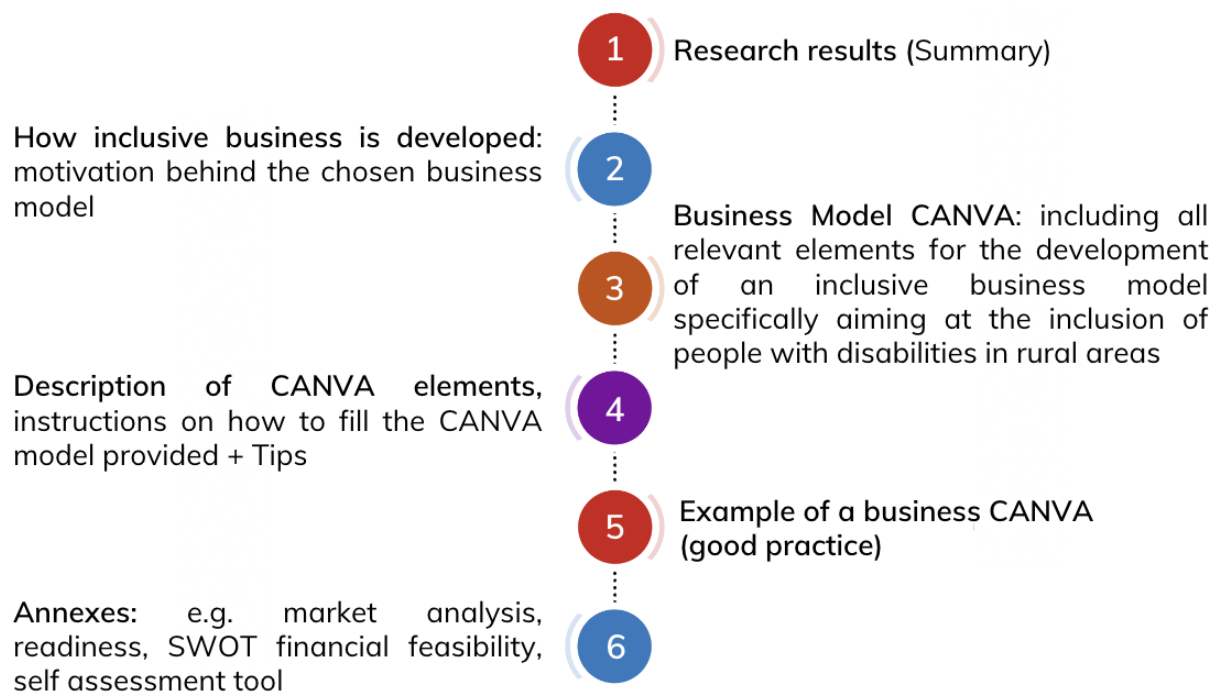 1
Research results (Summary)
How inclusive business is developed:
motivation behind the chosen business
model
2
Business Model CANVA: including all
relevant elements for the development
of an inclusive business model
specifically aiming at the inclusion of
people with disabilities in rural areas
3
Description of CANVA elements,
instructions on how to fill the CANVA
model provided + Tips
4
5
Example of a business CANVA
(good practice)
Annexes: e.g. market analysis,
readiness, SWOT financial feasibility,
self assessment tool
6